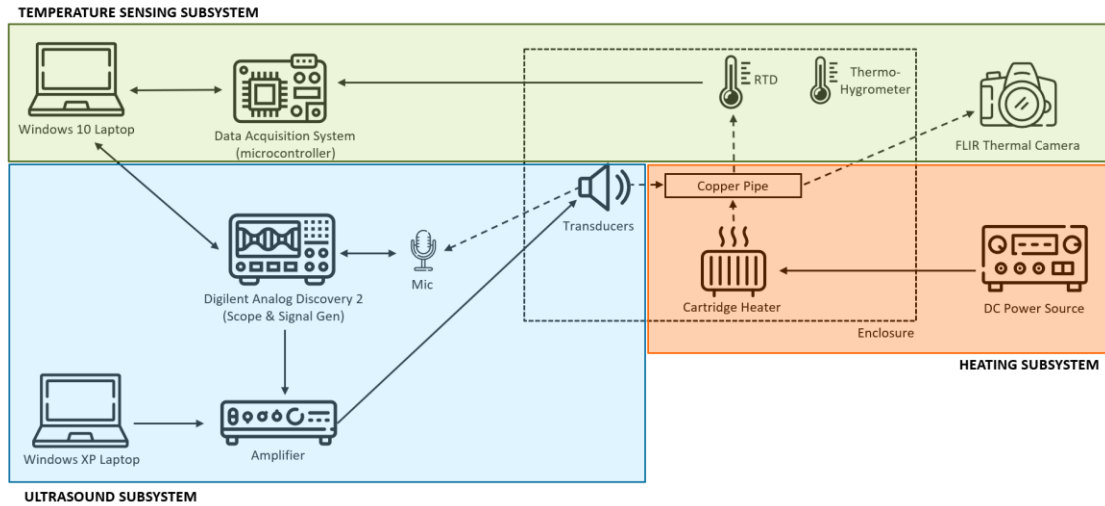 TEMPERATURE SENSING SUBSYSTEM
RTD
Thermo-
Hygrometer
Windows 10 Laptop
Data Acquisition System
(microcontroller)
FLIR Thermal Camera
Copper Pipe
Transducers
Mic
Digilent Analog Discovery 2
(Scope & Signal Gen)
Cartridge Heater
DC Power Source
Enclosure
HEATING SUBSYSTEM
Windows XP Laptop
Amplifier
ULTRASOUND SUBSYSTEM